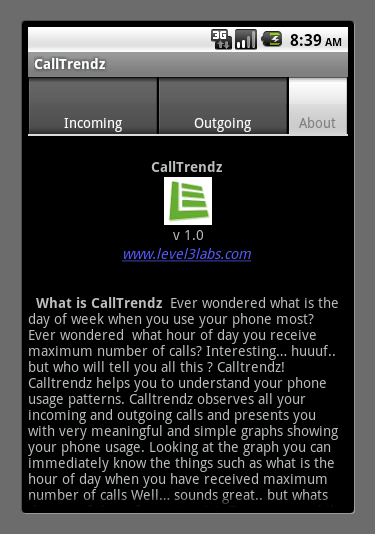 3G 8:39 AM
CallTrendz
Incoming Outgoing About
CallTrendz
v 1.0
www.level3labs.com
What is CallTrendz Ever wondered what is the
day of week when you use your phone most?
Ever wondered what hour of day you receive
maximum number of calls? Interesting... huuuf..
but who will tell you all this ? Calltrendz!
Calltrendz helps you to understand your phone
usage patterns. Calltrendz observes all your
incoming and outgoing calls and presents you
with very meaningful and simple graphs showing
your phone usage. Looking at the graph you can
immediately know the things such as what is the
hour of day when you have received maximum
number of calls Well... sounds great.. but whats